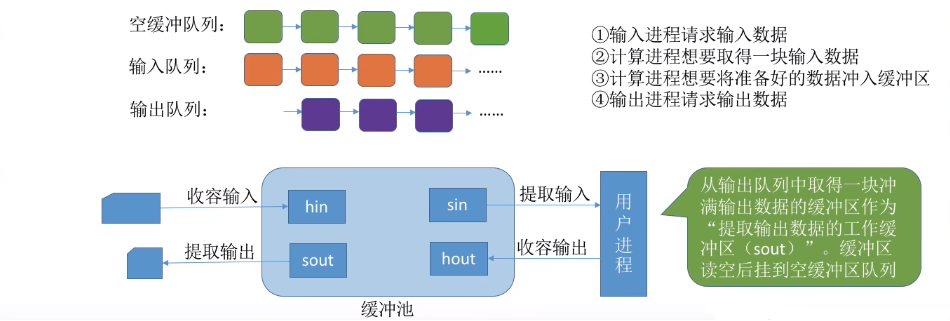 空缓冲队列：
输入队列：
……
输出队列：
……
①输入进程请求输入数据
②计算进程想要取得一块输入数据
③计算进程想要将准备好的数据冲入缓冲区
④输出进程请求输出数据
收容输入
hin
sin
提取输入
提取输出
sout
hout
收容输出
用户进程
缓冲池
从输出队列中取得一块冲
满输出数据的缓冲区作为
“提取输出数据的工作缓
冲区（sout）”。缓冲区
读空后挂到空缓冲区队列